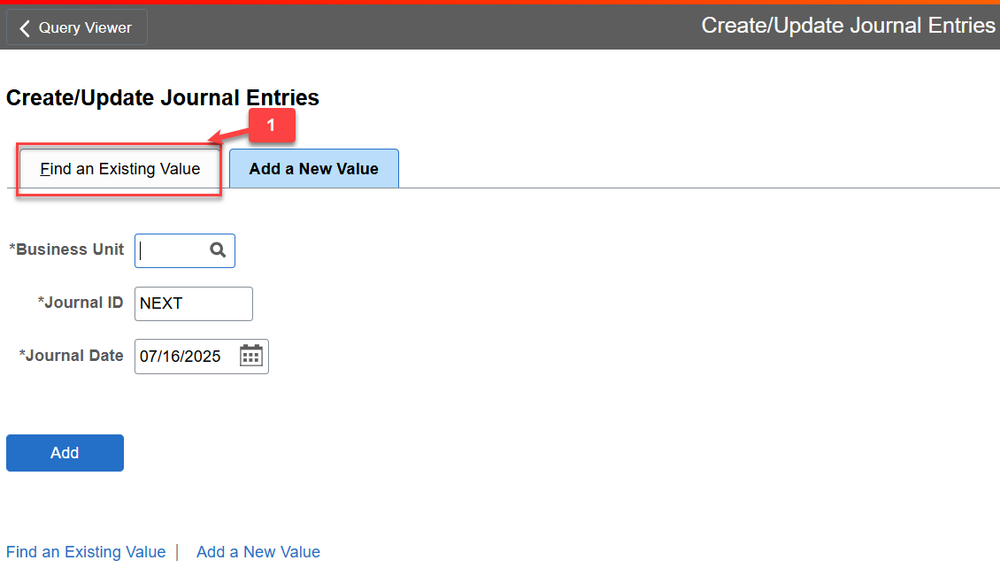 Query Viewer
Create/Update Journal Entries
Create/Update Journal Entries
1
Find an Existing Value
Add a New Value
*Business Unit
*Journal ID NEXT
*Journal Date 07/16/2025
Add
Find an Existing Value | Add a New Value